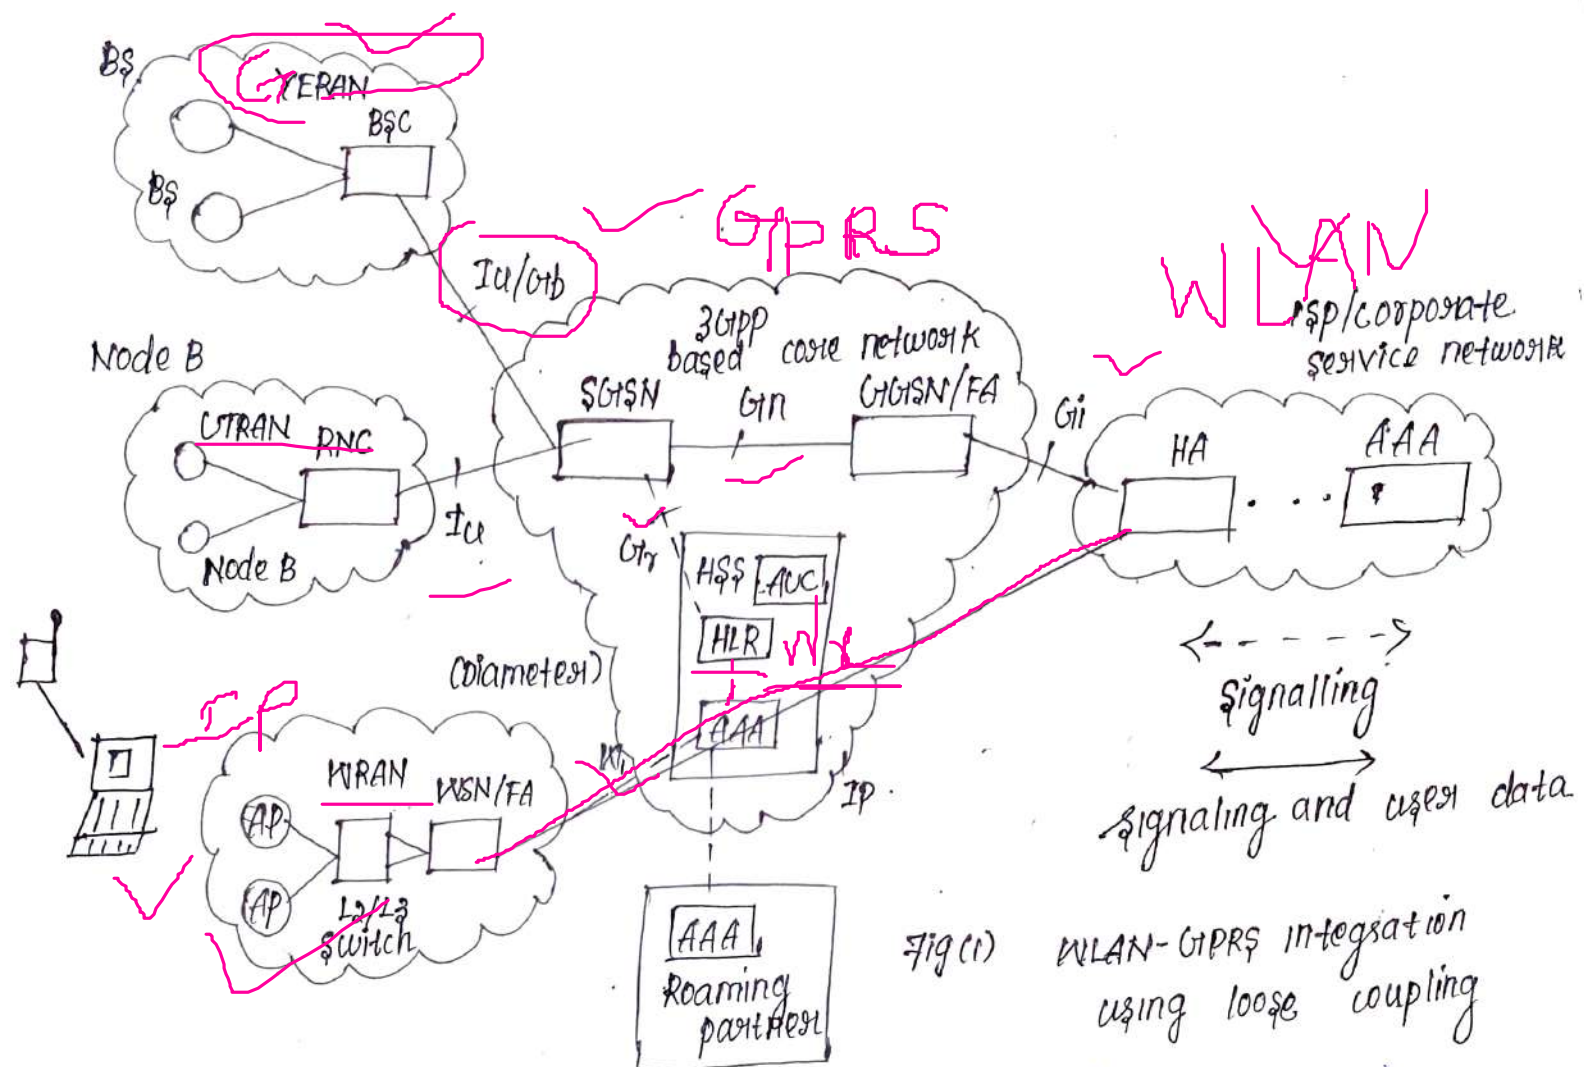 BS
GERAN
BSC
BS
Iu/Gb
GPRS
WLAN
ISP/corporate
service network
3Gpp
based core network
Node B
UTRAN
RNC
SGSN
Gn
GGSN/FA
Gi
HA
AAA
Iu
Node B
Gr
HSS
AUC
HLR
Wx
(Diameter)
AAA
signalling
IP
WRAN
WSN/FA
W1
IP
signaling and user data
AP
AP
L2/L3
switch
AAA
Roaming
partner
Fig (1) WLAN-GPRS integration
using loose coupling